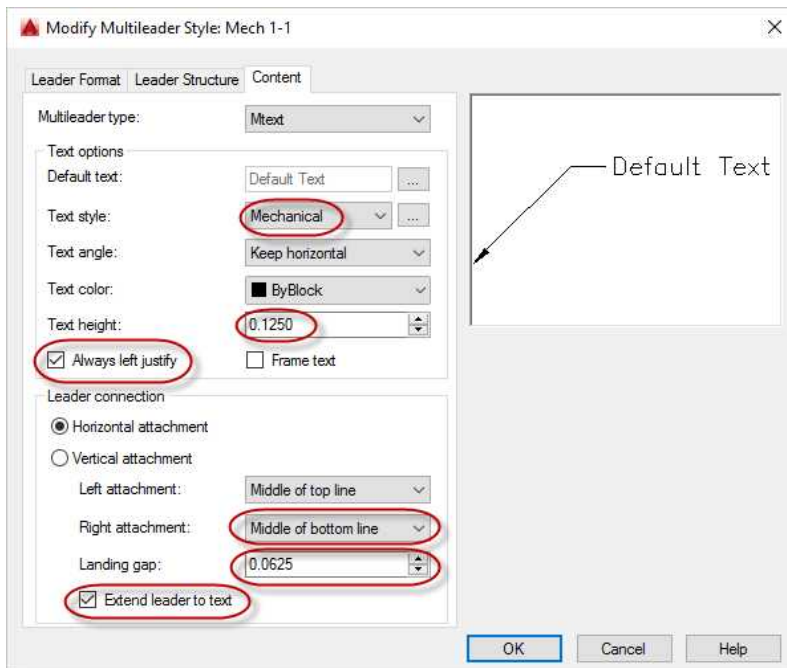 Modify Multileader Style: Mech 1-1
Leader Format Leader Structure Content
Multileader type: Mtext
Text options
Default text: Default Text ...
Text style: Mechanical ...
Text angle: Keep horizontal
Text color: ByBlock
Text height: 0.1250
Always left justify Frame text
Leader connection
Horizontal attachment
Vertical attachment
Left attachment: Middle of top line
Right attachment: Middle of bottom line
Landing gap: 0.0625
Extend leader to text
Default Text
OK Cancel Help